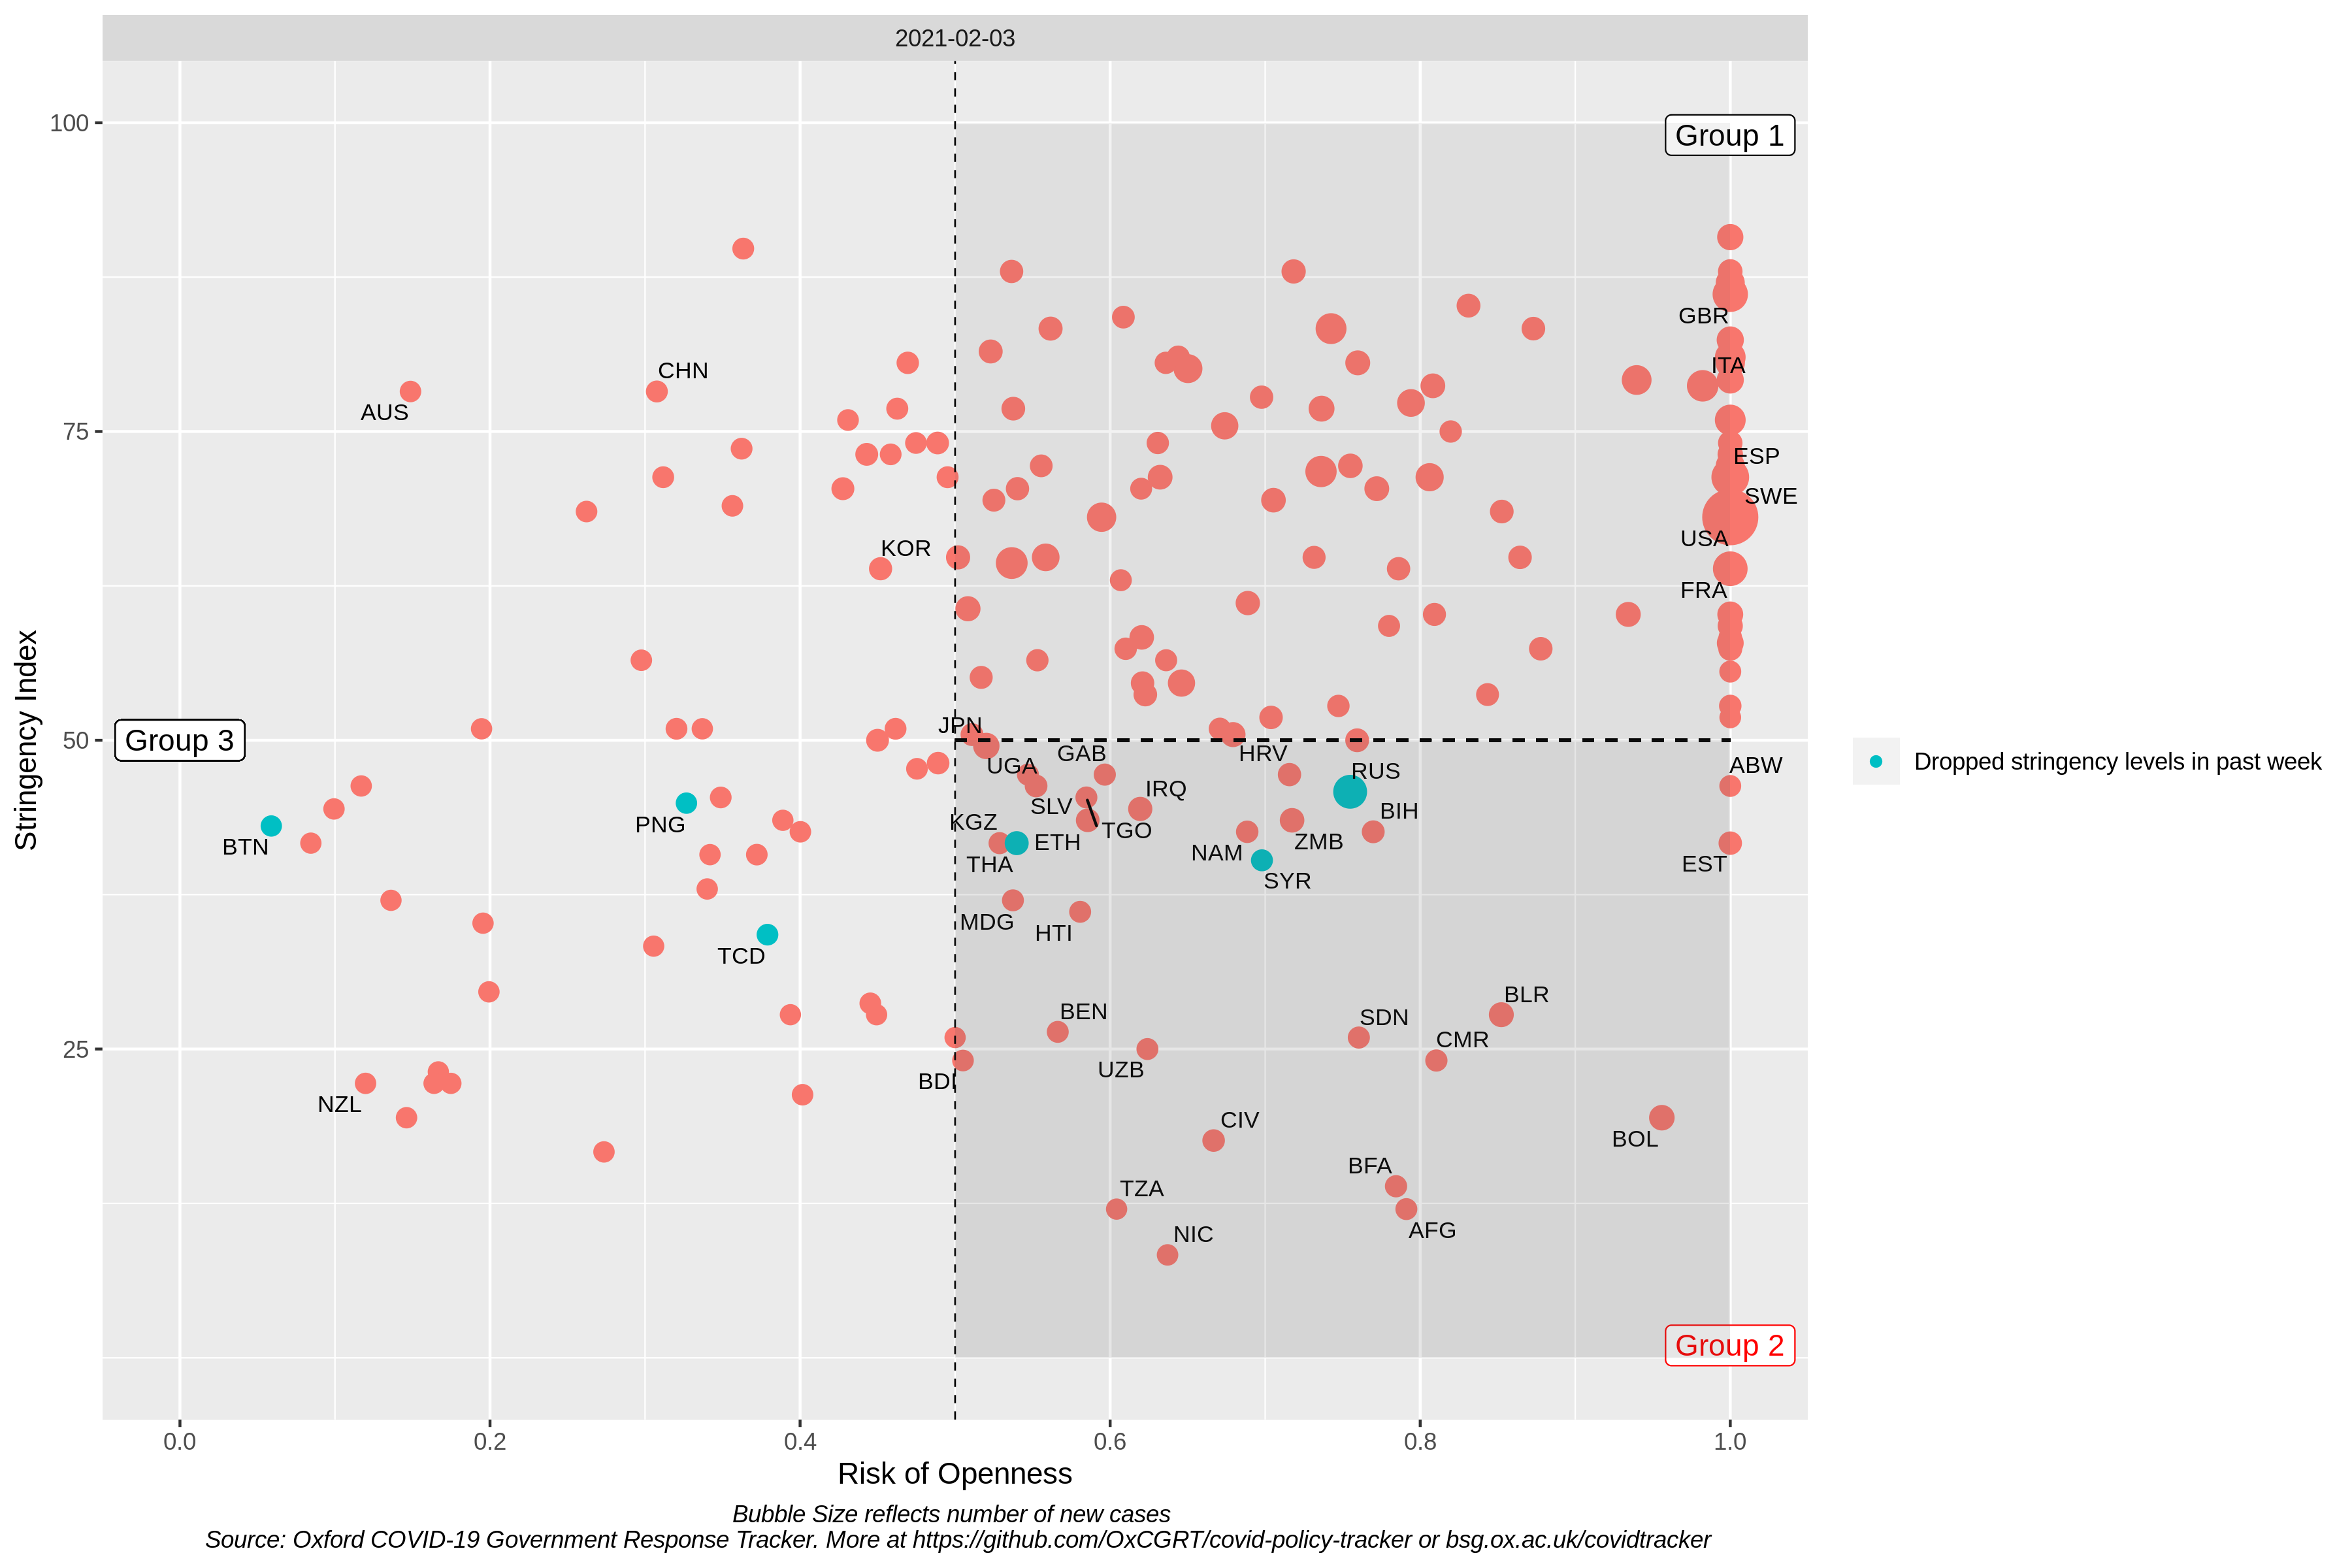 2021-02-03
Group 1
100
GBR
CHN
ITA
AUS
75
ESP
SWE
KOR
USA
FRA
JPN
Group 3
50
GAB
HRV
UGA
RUS
ABW
Dropped stringency levels in past week
IRQ
SLV
BIH
PNG
KGZ
TGO
BTN
ETH
ZMB
NAM
THA
EST
SYR
MDG
HTI
TCD
BLR
BEN
SDN
CMR
25
UZB
BDI
NZL
CIV
BOL
BFA
TZA
AFG
NIC
Group 2
Stringency Index
0.0 0.2 0.4 0.6 0.8 1.0
Risk of Openness
Bubble Size reflects number of new cases
Source: Oxford COVID-19 Government Response Tracker. More at https://github.com/OxCGRT/covid-policy-tracker or bsg.ox.ac.uk/covidtracker